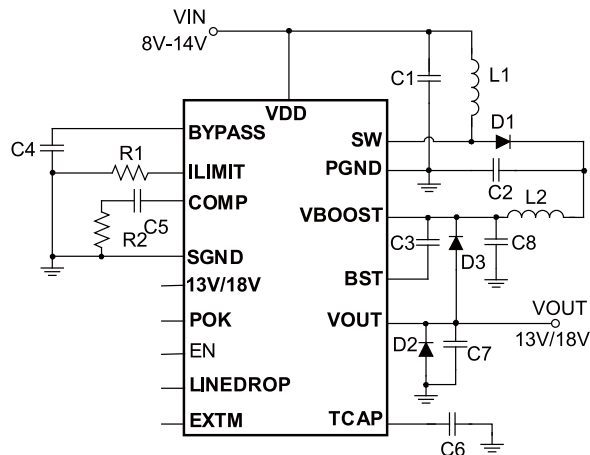 VIN
8V-14V
VDD
C1
L1
D1
BYPASS
SW
C4
R1
ILIMIT
PGND
COMP
C2
C5
L2
R2
VBOOST
C3
C8
D3
SGND
BST
13V/18V
VOUT
POK
VOUT
13V/18V
EN
D2
C7
LINEDROP
EXTM
TCAP
C6